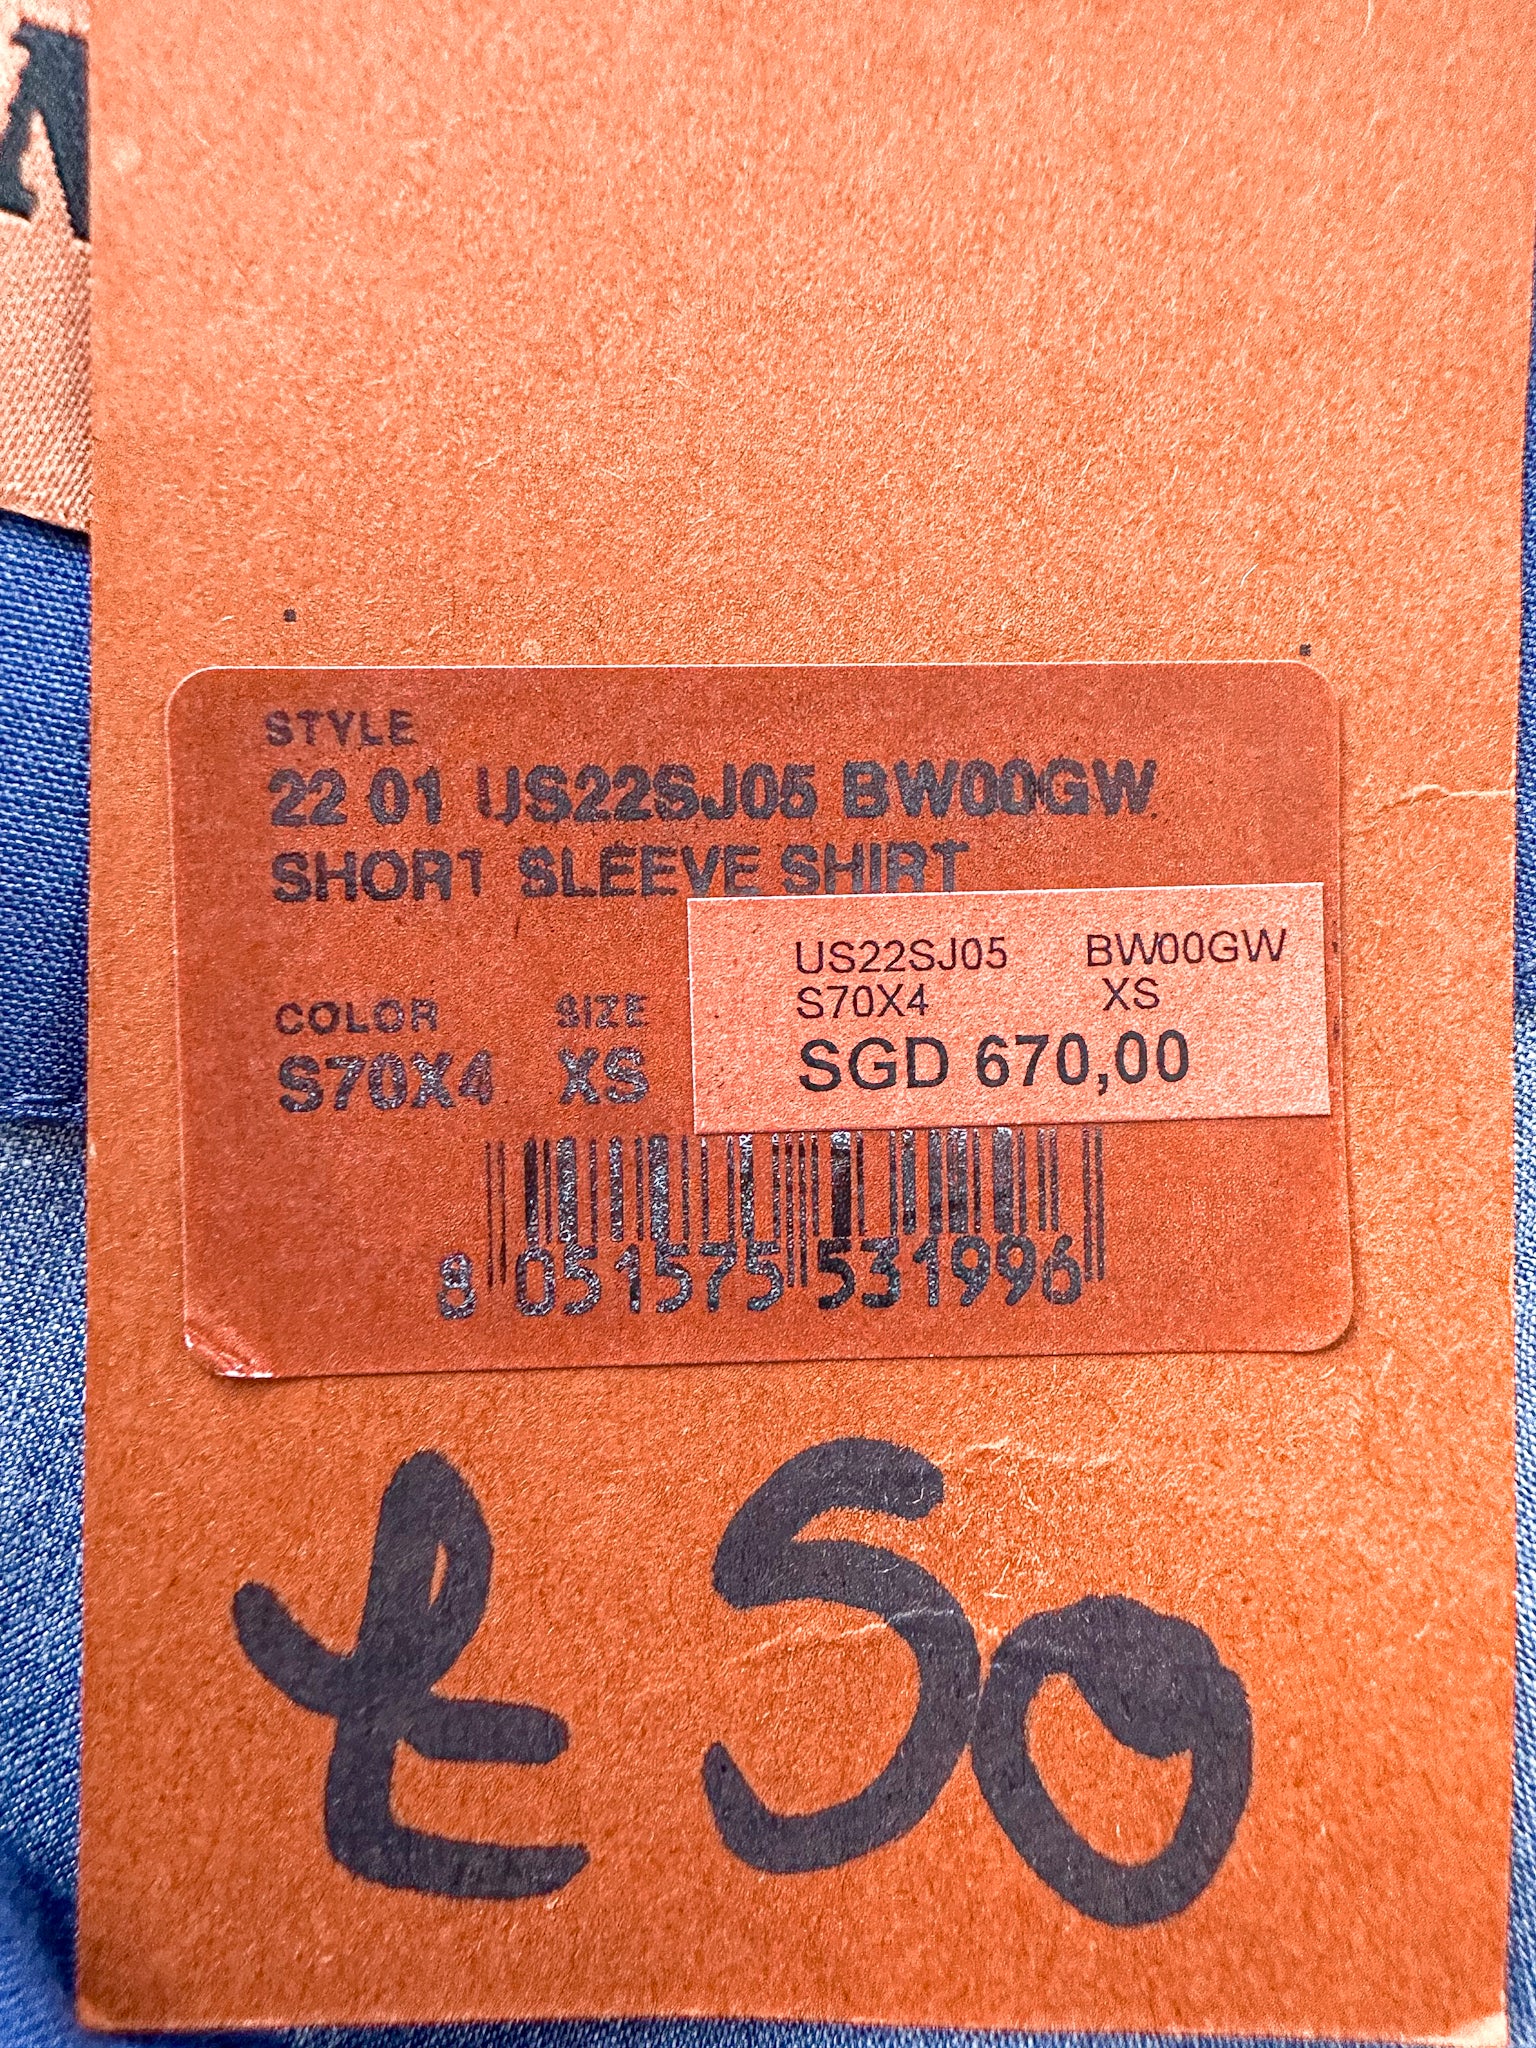 STYLE
22 01 US22SJ05 BW00GW
SHORT SLEEVE SHIRT
COLOR SIZE
S70X4 XS
US22SJ05 BW00GW
S70X4 XS
SGD 670,00
8 051575 531996
£ 50